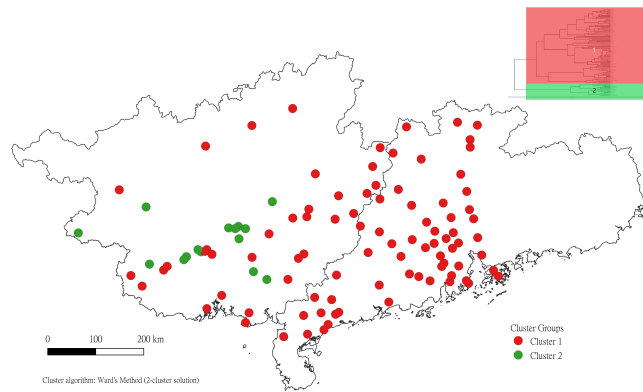 1
2
Cluster Groups
Cluster 1
Cluster 2
0 100 200 km
Cluster algorithm: Ward's Method (2-cluster solution)